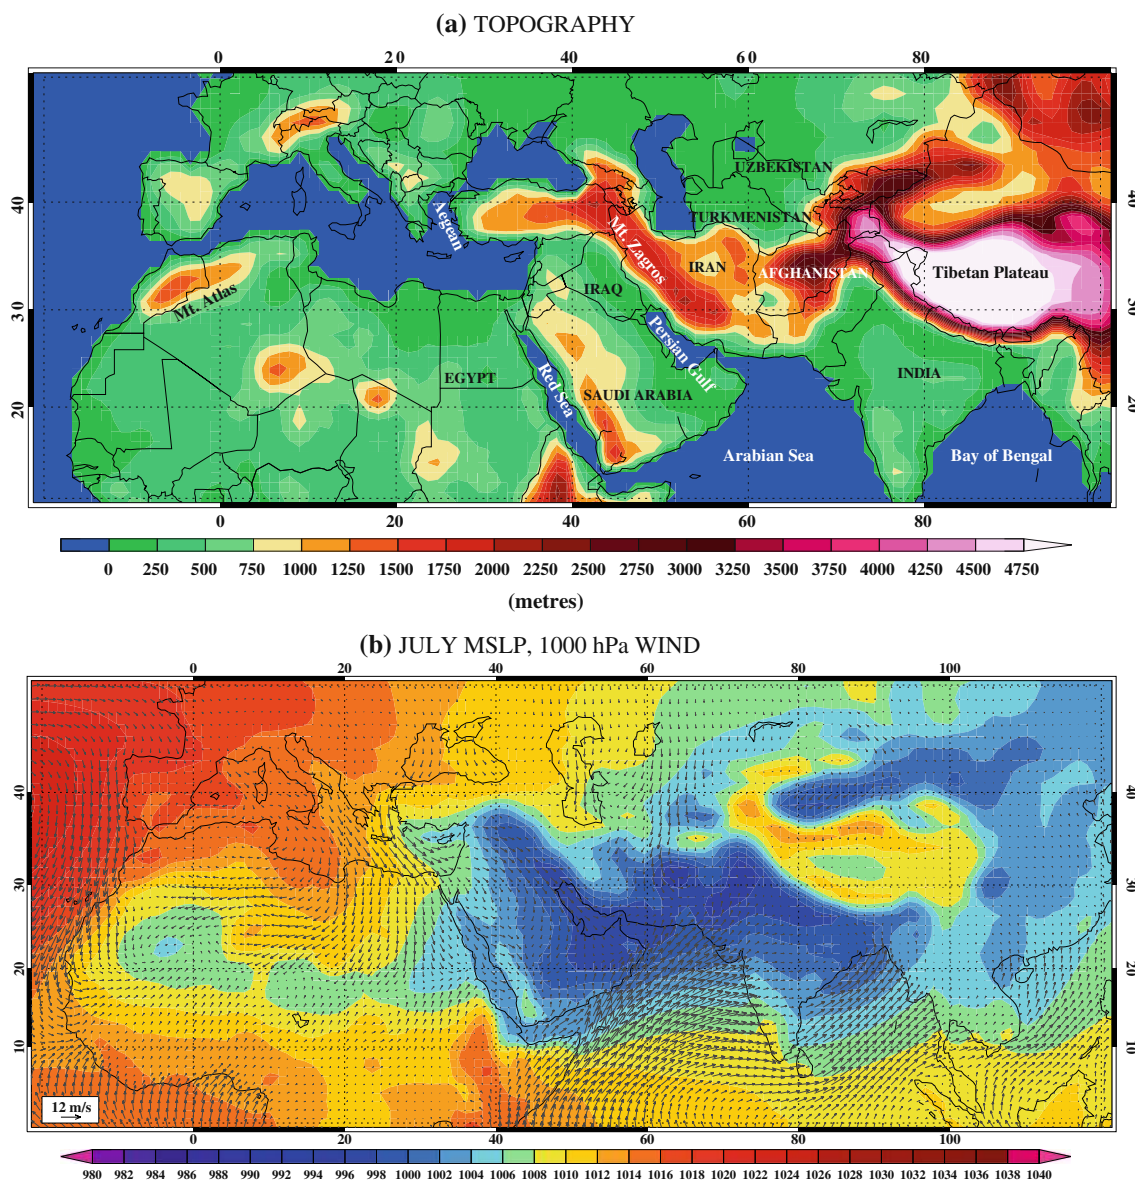 (a) TOPOGRAPHY
0 20 40 60 80
UZBEKISTAN
40 40
TURKMENISTAN
Aegean
Mt. Zagros
IRAN
AFGHANISTAN
Tibetan Plateau
IRAQ
Mt. Atlas
30 30
Persian Gulf
EGYPT
Red Sea
INDIA
SAUDI ARABIA
20 20
Arabian Sea
Bay of Bengal
0 20 40 60 80
0 250 500 750 1000 1250 1500 1750 2000 2250 2500 2750 3000 3250 3500 3750 4000 4250 4500 4750
(metres)
(b) JULY MSLP, 1000 hPa WIND
0 20 40 60 80 100
40 40
30 30
20 20
10 10
12 m/s
0 20 40 60 80 100
980 982 984 986 988 990 992 994 996 998 1000 1002 1004 1006 1008 1010 1012 1014 1016 1018 1020 1022 1024 1026 1028 1030 1032 1034 1036 1038 1040